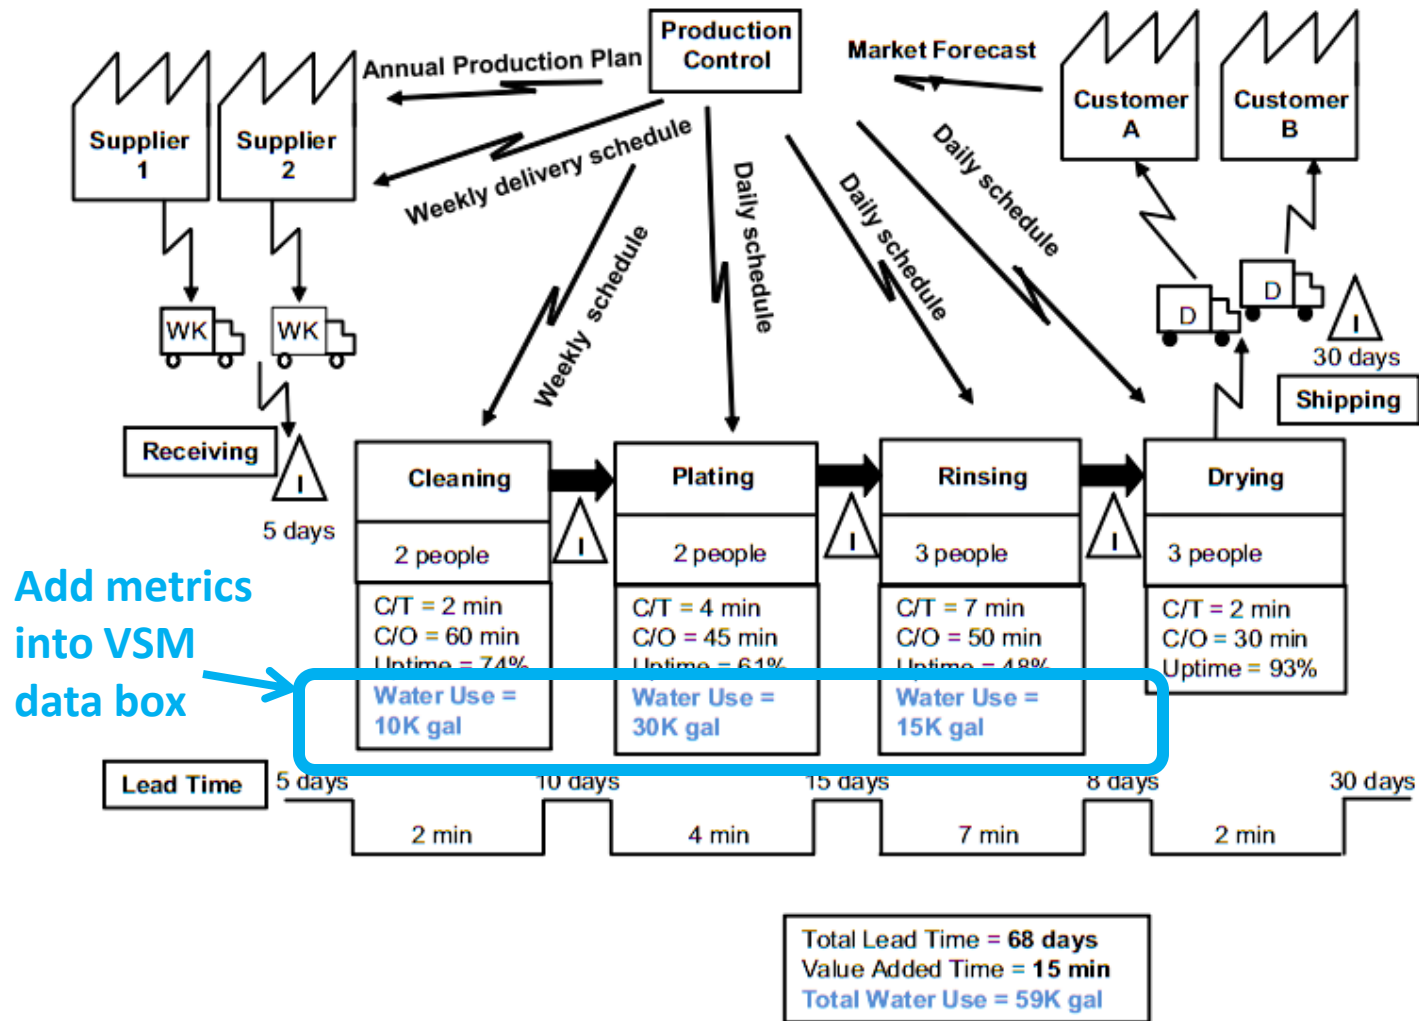 Production
Control
Annual Production Plan
Market Forecast
Supplier
1
Supplier
2
Customer
A
Customer
B
Weekly delivery schedule
Weekly schedule
Daily schedule
Daily schedule
Daily schedule
WK
WK
D
D
I
30 days
Shipping
Receiving
I
5 days
Cleaning
2 people
C/T = 2 min
C/O = 60 min
Uptime = 74%
Water Use =
10K gal
I
Plating
2 people
C/T = 4 min
C/O = 45 min
Uptime = 61%
Water Use =
30K gal
I
Rinsing
3 people
C/T = 7 min
C/O = 50 min
Uptime = 48%
Water Use =
15K gal
I
Drying
3 people
C/T = 2 min
C/O = 30 min
Uptime = 93%
Add metrics
into VSM
data box
Lead Time
5 days
10 days
15 days
8 days
30 days
2 min
4 min
7 min
2 min
Total Lead Time = 68 days
Value Added Time = 15 min
Total Water Use = 59K gal